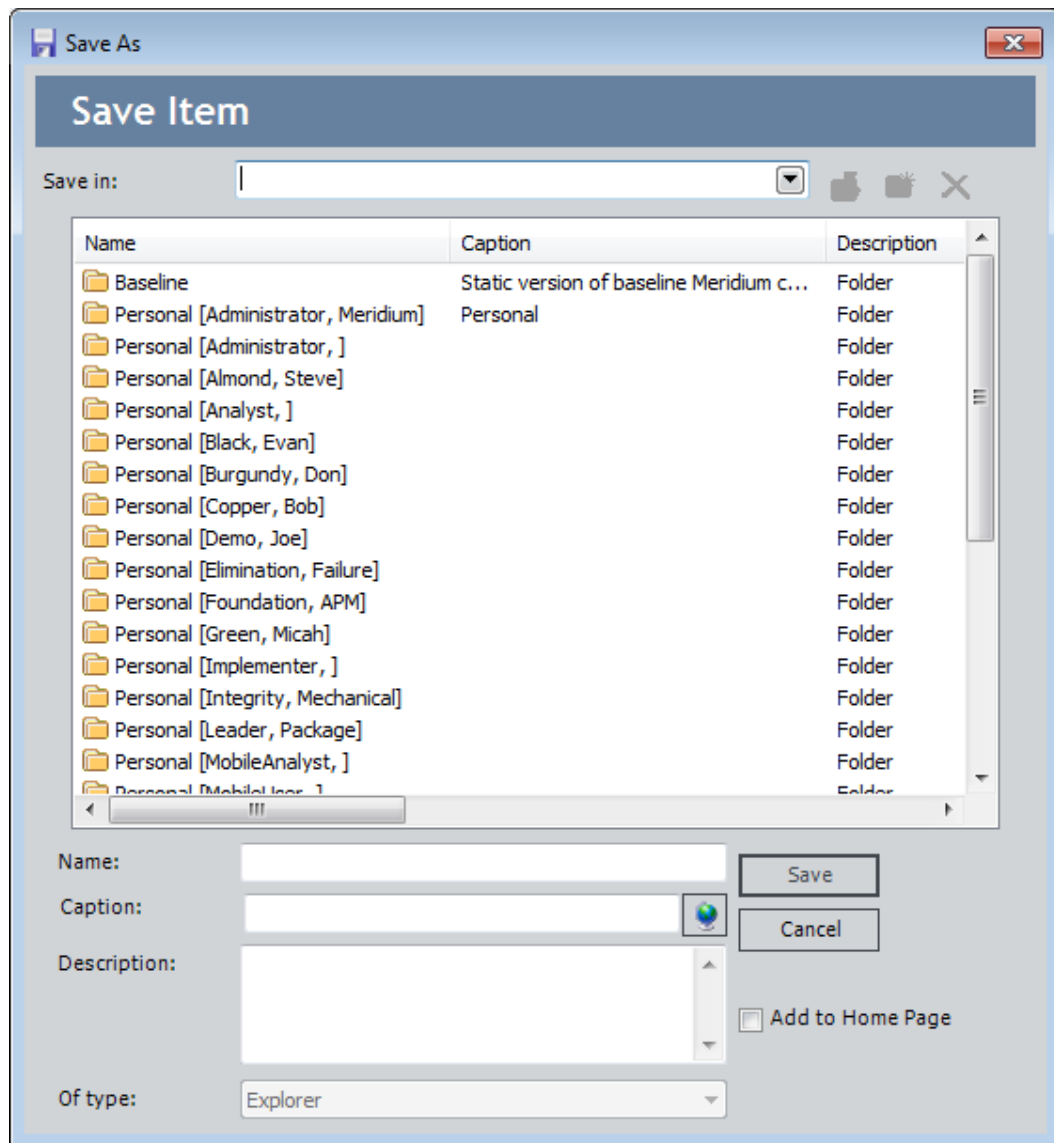 Save As
Save Item
Save in:
Name Caption Description
Baseline Static version of baseline Meridium c... Folder
Personal [Administrator, Meridium] Personal Folder
Personal [Administrator, ] Folder
Personal [Almond, Steve] Folder
Personal [Analyst, ] Folder
Personal [Black, Evan] Folder
Personal [Burgundy, Don] Folder
Personal [Copper, Bob] Folder
Personal [Demo, Joe] Folder
Personal [Elimination, Failure] Folder
Personal [Foundation, APM] Folder
Personal [Green, Micah] Folder
Personal [Implementer, ] Folder
Personal [Integrity, Mechanical] Folder
Personal [Leader, Package] Folder
Personal [MobileAnalyst, ] Folder
Personal [MobileUser, ] Folder
Name:
Save
Caption:
Cancel
Description:
Add to Home Page
Of type: Explorer